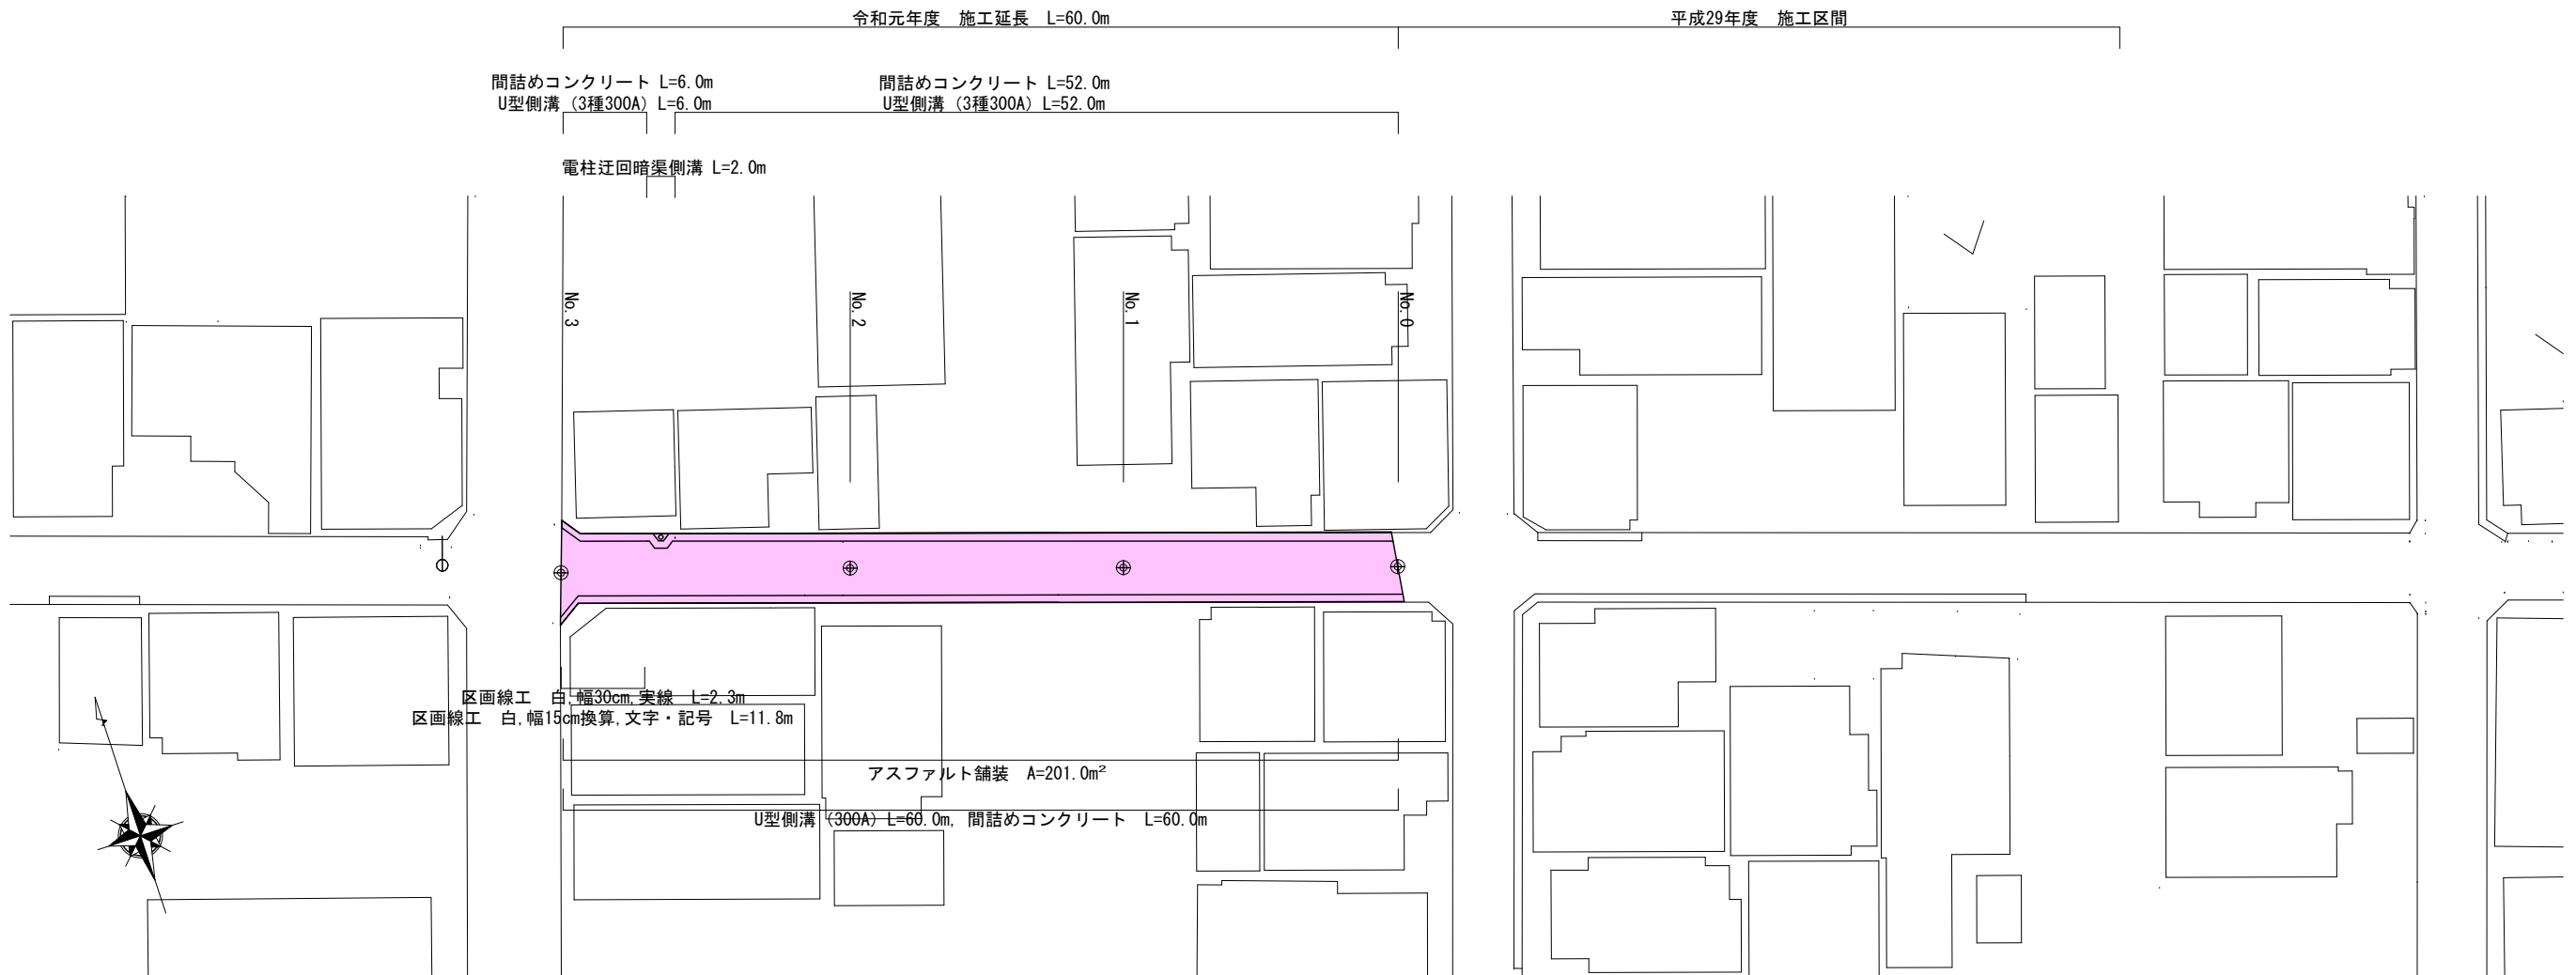 令和元年度　施工延長　L=60.0m
平成29年度　施工区間
間詰めコンクリート L=6.0m
U型側溝（3種300A）L=6.0m
間詰めコンクリート L=52.0m
U型側溝（3種300A）L=52.0m
電柱迂回暗渠側溝 L=2.0m
No.3
No.2
No.1
No.0
区画線工　白,幅30cm,実線　L=2.3m
区画線工　白,幅15cm換算,文字・記号　L=11.8m
アスファルト舗装　A=201.0m²
U型側溝（300A）L=60.0m, 間詰めコンクリート　L=60.0m